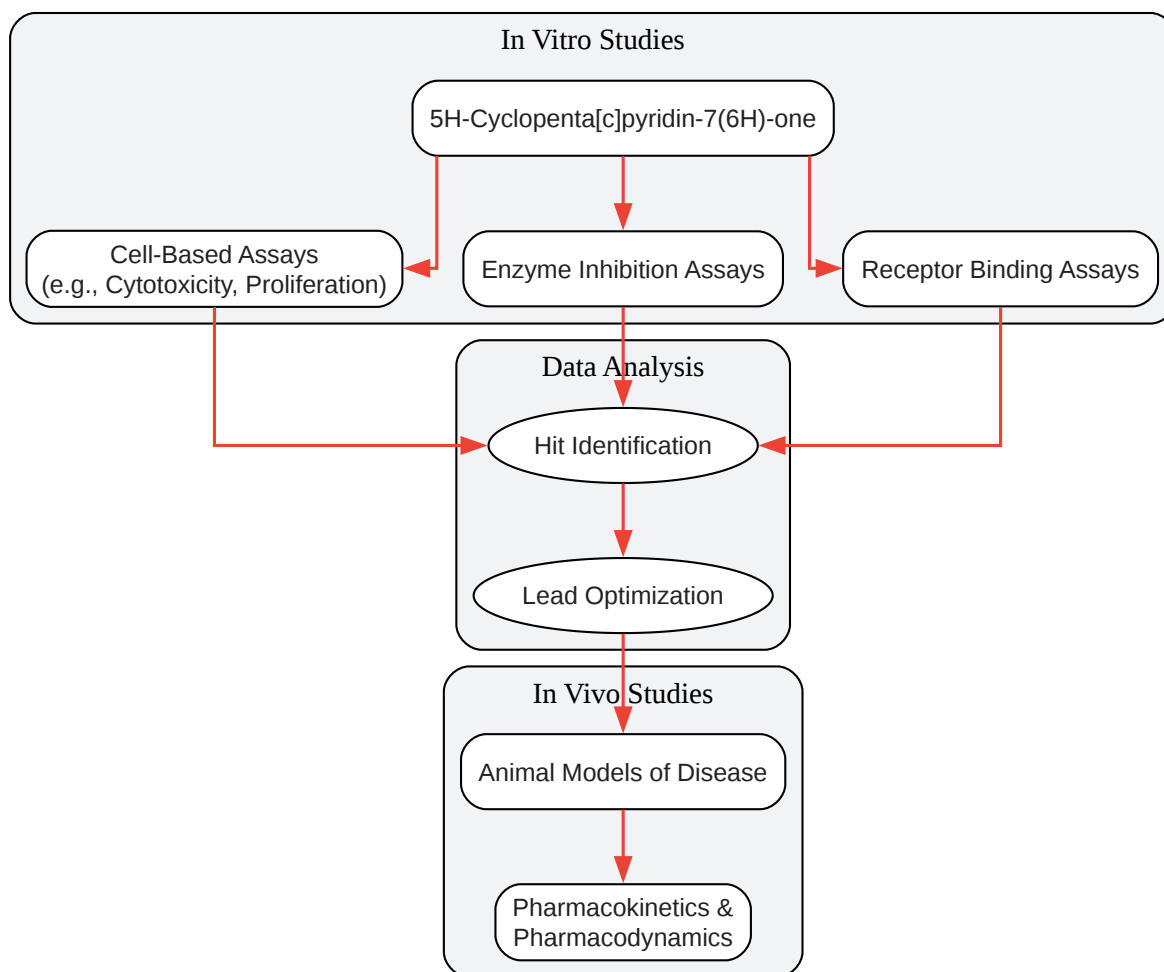 In Vitro Studies
5H-Cyclopenta[c]pyridin-7(6H)-one
Cell-Based Assays
(e.g., Cytotoxicity, Proliferation)
Enzyme Inhibition Assays
Receptor Binding Assays
Data Analysis
Hit Identification
Lead Optimization
In Vivo Studies
Animal Models of Disease
Pharmacokinetics &
Pharmacodynamics